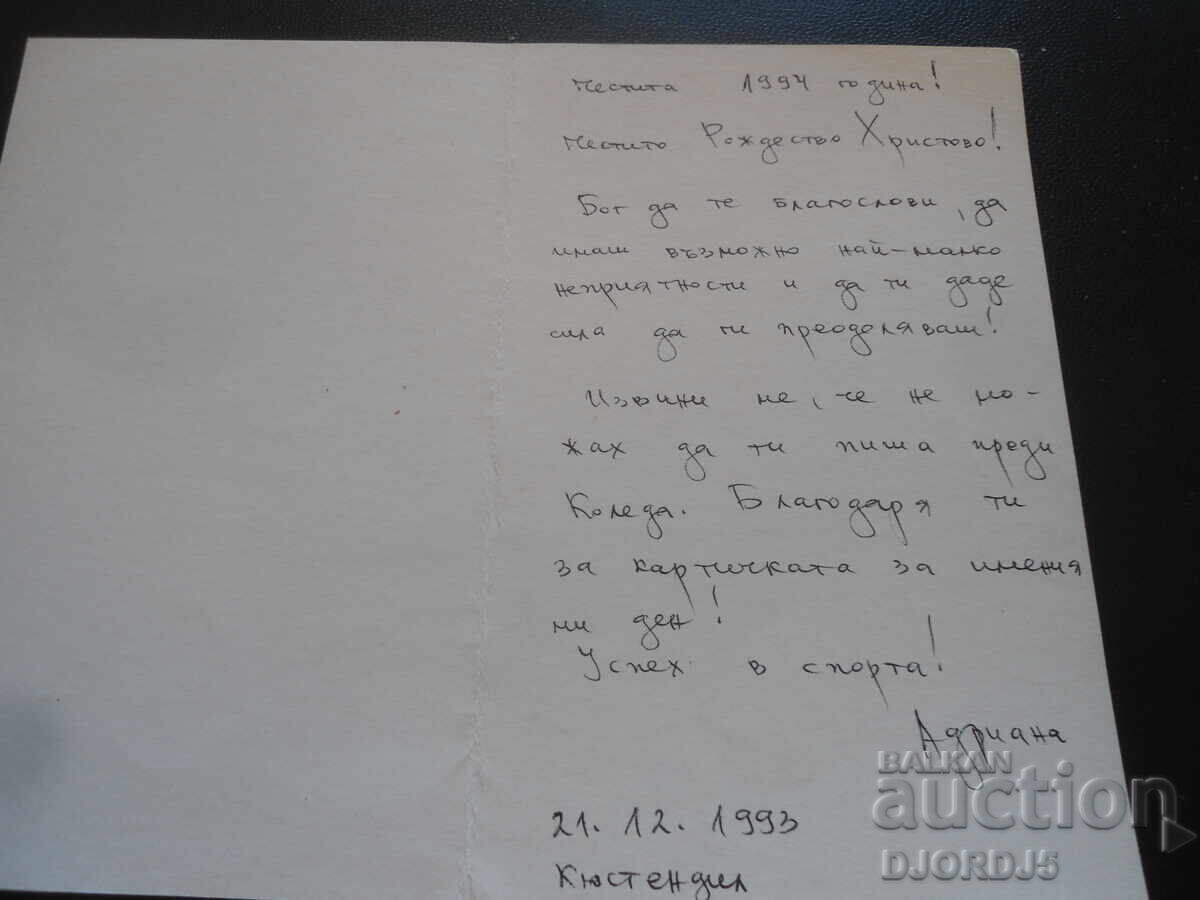 Честита 1994 година!
Честито Рождество Христово!
Бог да те благослови, да
имаш възможно най-малко
неприятности и да ти даде
сила да ги преодоляваш!
Извини ме, че не мо-
жах да ти пиша преди
Коледа. Благодаря ти
за картичката за имения
ми ден!
Успех в спорта!
Адриана
21. 12. 1993
Кюстендил
BALKAN
auction
DJORDJ5